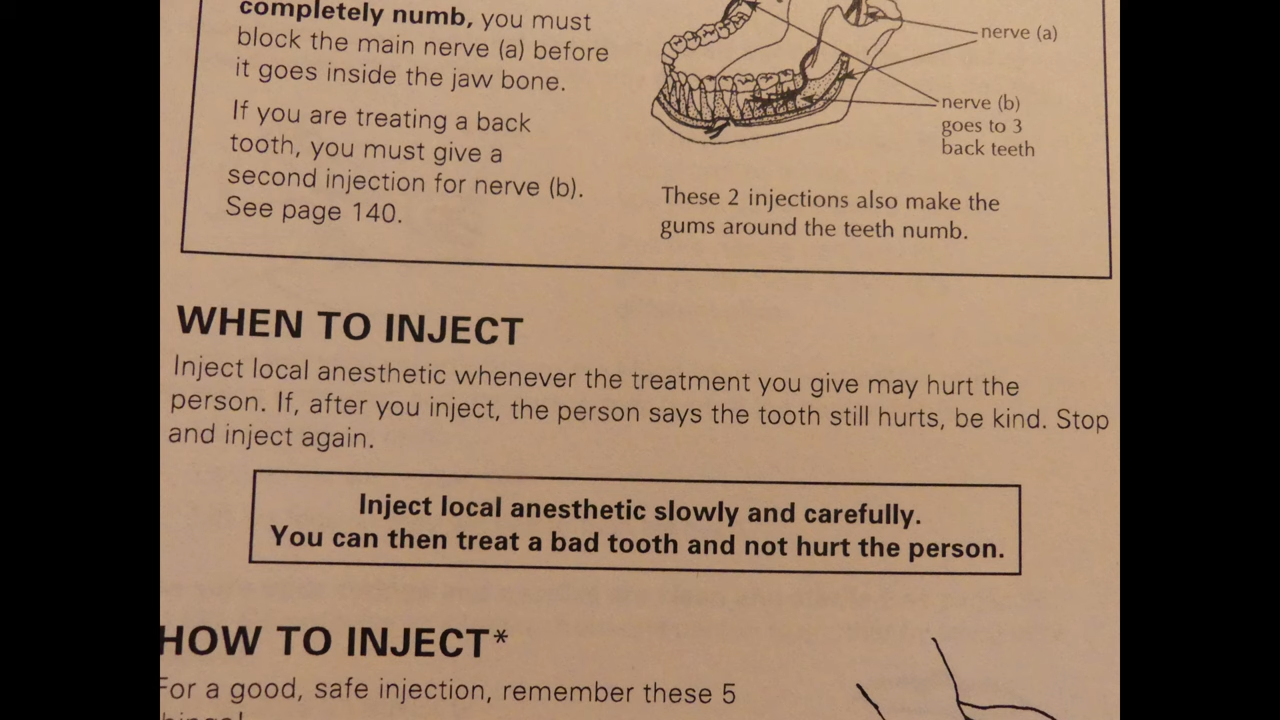 completely numb, you must
block the main nerve (a) before
it goes inside the jaw bone.
If you are treating a back
tooth, you must give a
second injection for nerve (b).
See page 140.
nerve (a)
nerve (b)
goes to 3
back teeth
These 2 injections also make the
gums around the teeth numb.
WHEN TO INJECT
Inject local anesthetic whenever the treatment you give may hurt the
person. If, after you inject, the person says the tooth still hurts, be kind. Stop
and inject again.
Inject local anesthetic slowly and carefully.
You can then treat a bad tooth and not hurt the person.
HOW TO INJECT*
For a good, safe injection, remember these 5